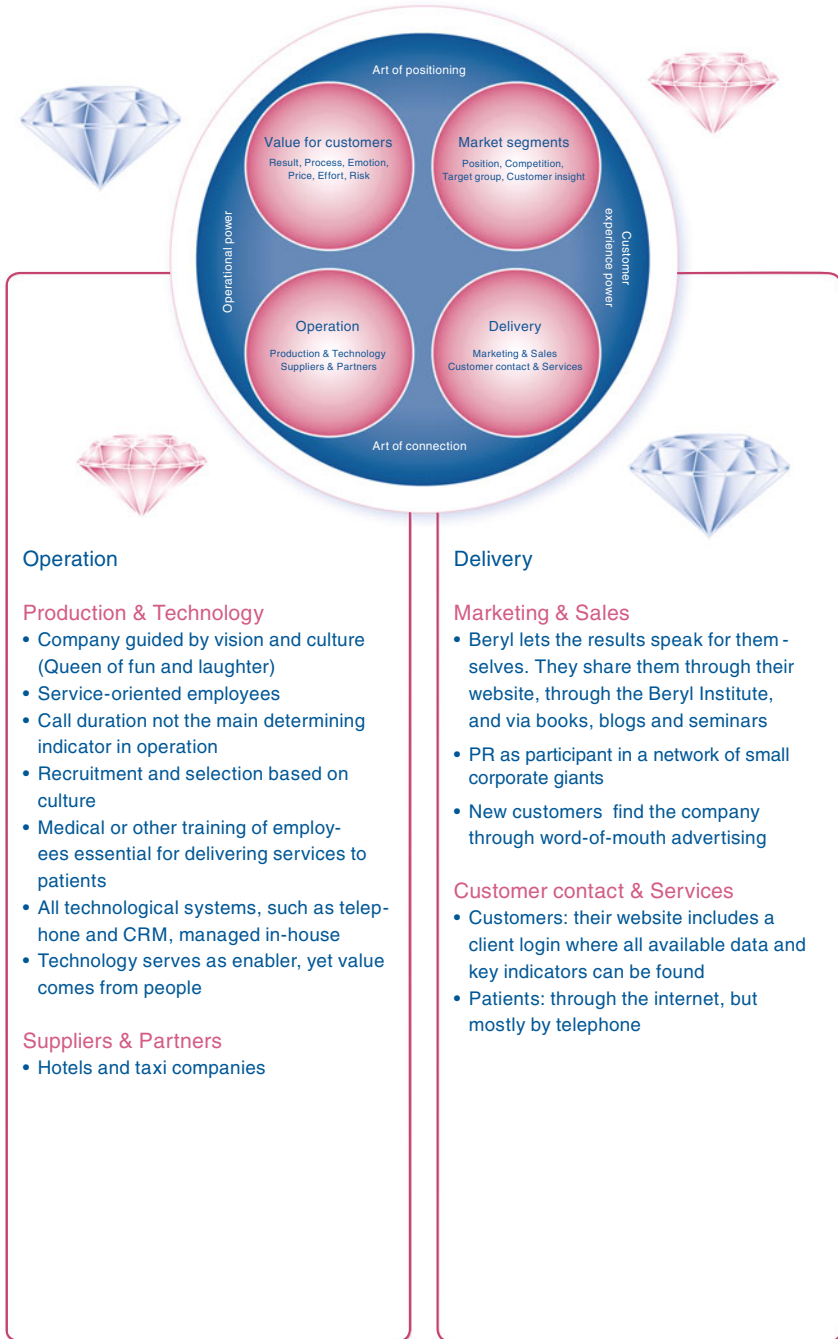 Art of positioning
Value for customers
Result, Process, Emotion,
Price, Effort, Risk
Market segments
Position, Competition,
Target group, Customer insight
Operational power
Customer
experience power
Operation
Production & Technology
Suppliers & Partners
Delivery
Marketing & Sales
Customer contact & Services
Art of connection
Operation
Production & Technology
• Company guided by vision and culture
(Queen of fun and laughter)
• Service-oriented employees
• Call duration not the main determining
indicator in operation
• Recruitment and selection based on
culture
• Medical or other training of employ-
ees essential for delivering services to
patients
• All technological systems, such as telep-
hone and CRM, managed in-house
• Technology serves as enabler, yet value
comes from people
Suppliers & Partners
• Hotels and taxi companies
Delivery
Marketing & Sales
• Beryl lets the results speak for them -
selves. They share them through their
website, through the Beryl Institute,
and via books, blogs and seminars
• PR as participant in a network of small
corporate giants
• New customers find the company
through word-of-mouth advertising
Customer contact & Services
• Customers: their website includes a
client login where all available data and
key indicators can be found
• Patients: through the internet, but
mostly by telephone